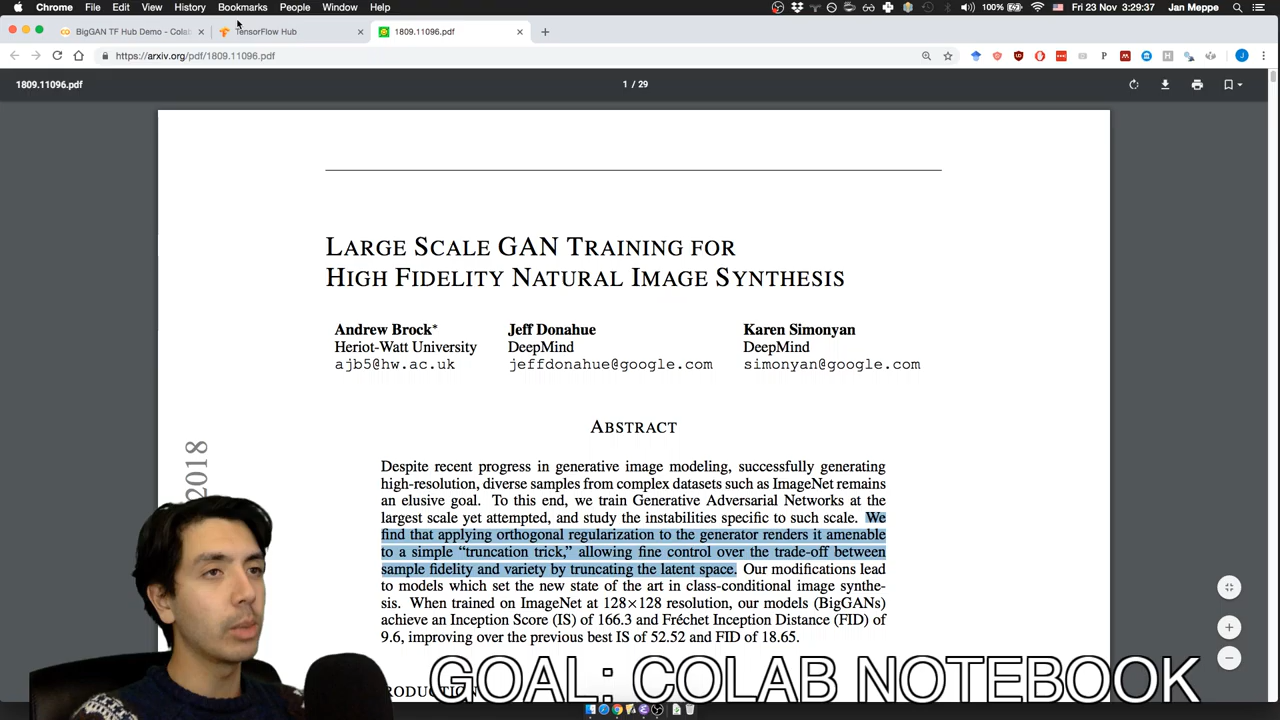 Chrome File Edit View History Bookmarks People Window Help 100% Fri 23 Nov 3:29:37 Jan Meppe
BigGAN TF Hub Demo - Colab TensorFlow Hub 1809.11096.pdf
https://arxiv.org/pdf/1809.11096.pdf
1809.11096.pdf 1 / 29
LARGE SCALE GAN TRAINING FOR
HIGH FIDELITY NATURAL IMAGE SYNTHESIS
Andrew Brock* Jeff Donahue Karen Simonyan
Heriot-Watt University DeepMind DeepMind
ajb5@hw.ac.uk jeffdonahue@google.com simonyan@google.com
ABSTRACT
Despite recent progress in generative image modeling, successfully generating
high-resolution, diverse samples from complex datasets such as ImageNet remains
an elusive goal. To this end, we train Generative Adversarial Networks at the
largest scale yet attempted, and study the instabilities specific to such scale. We
find that applying orthogonal regularization to the generator renders it amenable
to a simple “truncation trick,” allowing fine control over the trade-off between
sample fidelity and variety by truncating the latent space. Our modifications lead
to models which set the new state of the art in class-conditional image synthe-
sis. When trained on ImageNet at 128×128 resolution, our models (BigGANs)
achieve an Inception Score (IS) of 166.3 and Fréchet Inception Distance (FID) of
9.6, improving over the previous best IS of 52.52 and FID of 18.65.
2018
RODUCTION
GOAL: COLAB NOTEBOOK